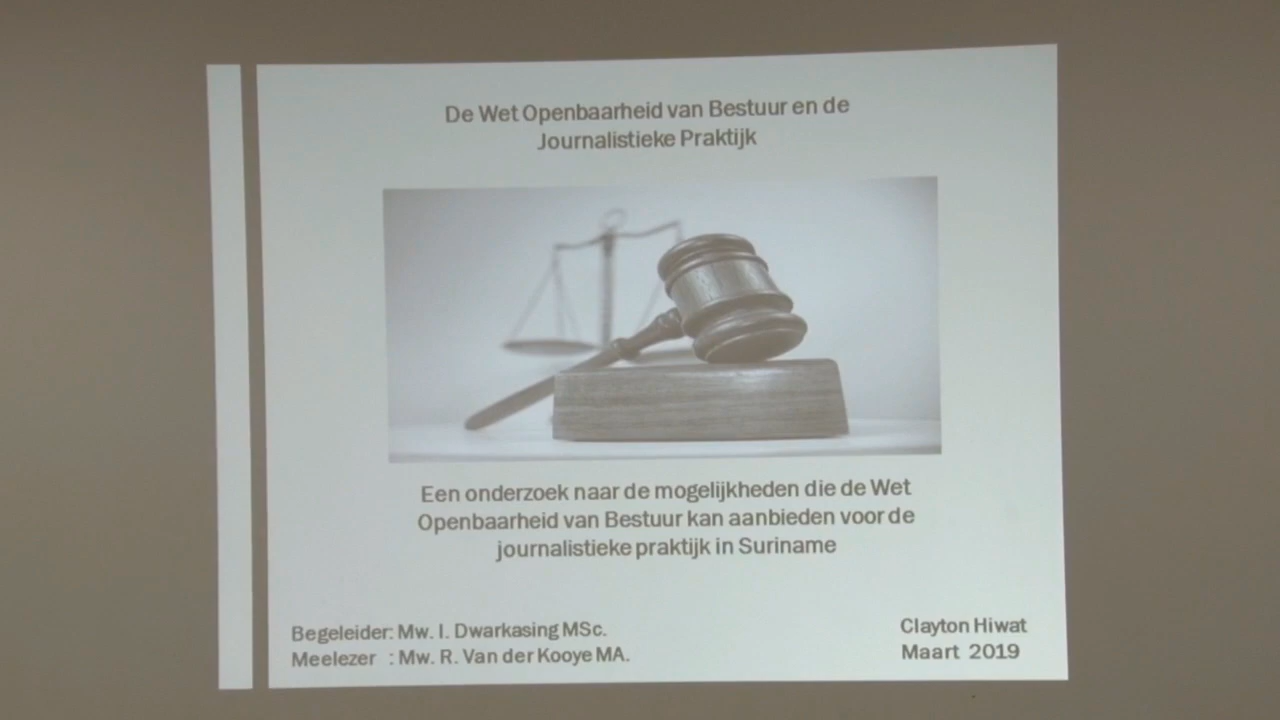 De Wet Openbaarheid van Bestuur en de
Journalistieke Praktijk
Een onderzoek naar de mogelijkheden die de Wet
Openbaarheid van Bestuur kan aanbieden voor de
journalistieke praktijk in Suriname
Begeleider: Mw. I. Dwarkasing MSc.
Meelezer : Mw. R. Van der Kooye MA.
Clayton Hiwat
Maart 2019